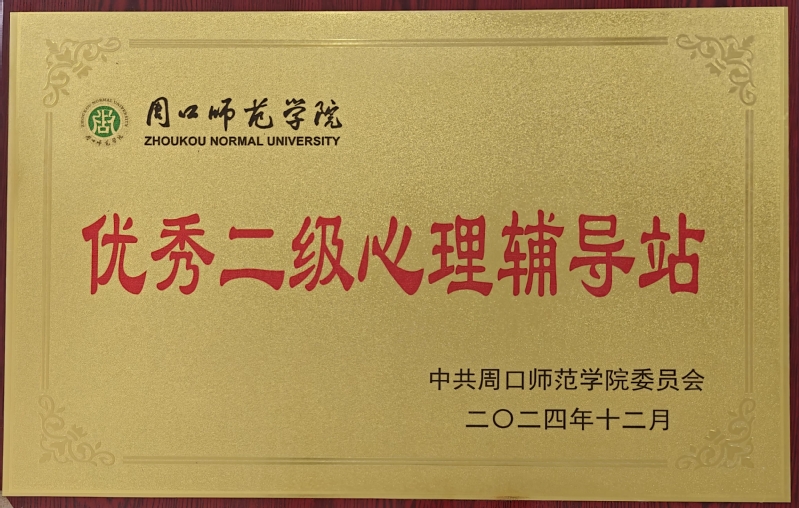 周口师范学院
ZHOUKOU NORMAL UNIVERSITY
优秀二级心理辅导站
中共周口师范学院委员会
二〇二四年十二月